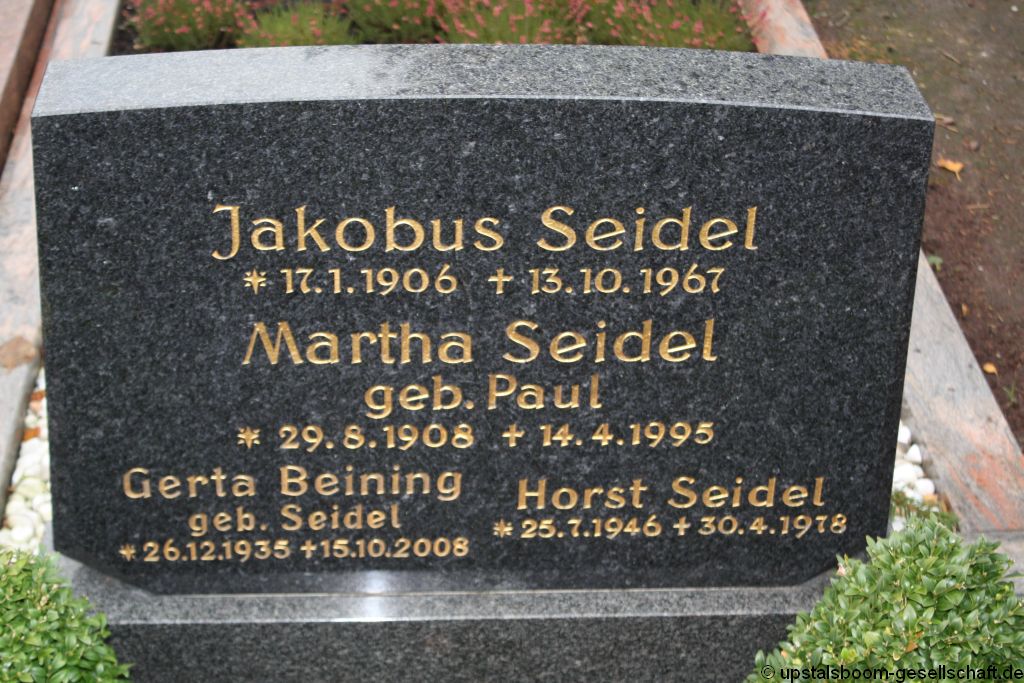 Jakobus Seidel
* 17.1.1906 + 13.10.1967
Martha Seidel
geb. Paul
* 29.8.1908 + 14.4.1995
Gerta Beining
geb. Seidel
* 26.12.1935 + 15.10.2008
Horst Seidel
* 25.7.1946 + 30.4.1978
© upstalsboom-gesellschaft.de